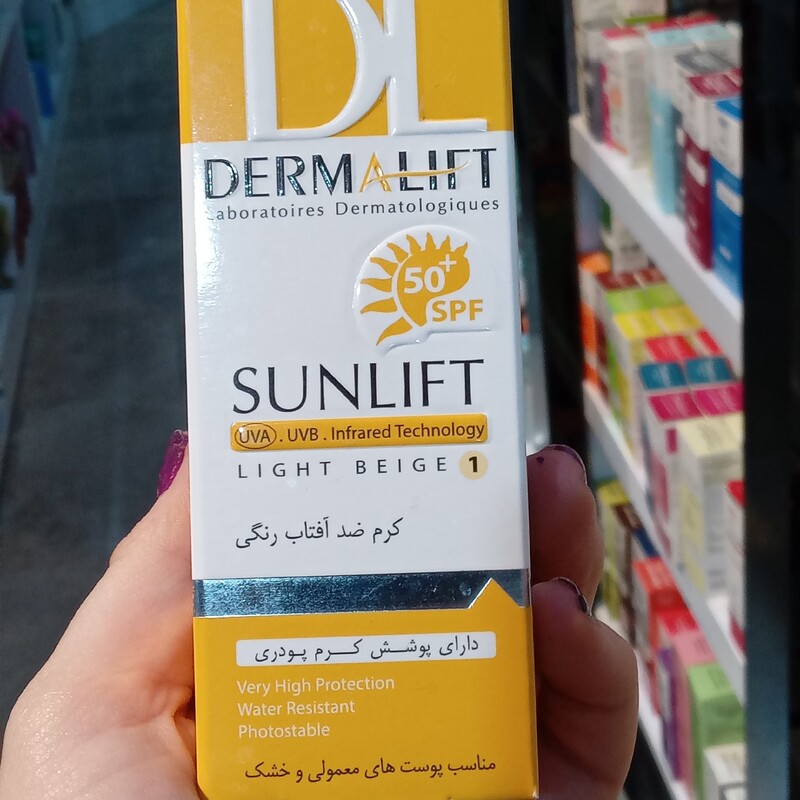 DL
DERMALIFT
Laboratoires Dermatologiques
50+
SPF
SUNLIFT
UVA . UVB . Infrared Technology
LIGHT BEIGE 1
کرم ضد آفتاب رنگی
دارای پوشش کرم پودری
Very High Protection
Water Resistant
Photostable
مناسب پوست های معمولی و خشک